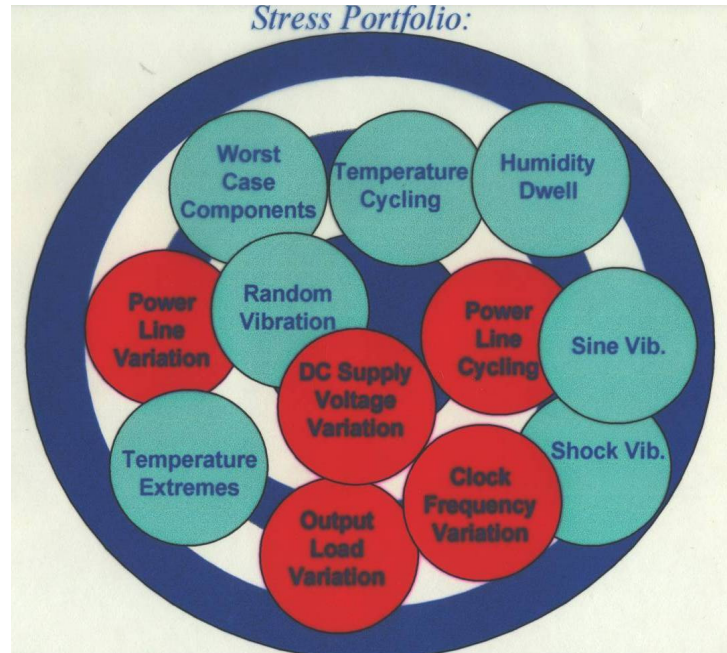 Stress Portfolio:
Worst
Case
Components
Temperature
Cycling
Humidity
Dwell
Power
Line
Variation
Random
Vibration
Power
Line
Cycling
Sine Vib.
DC Supply
Voltage
Variation
Temperature
Extremes
Output
Load
Variation
Clock
Frequency
Variation
Shock Vib.